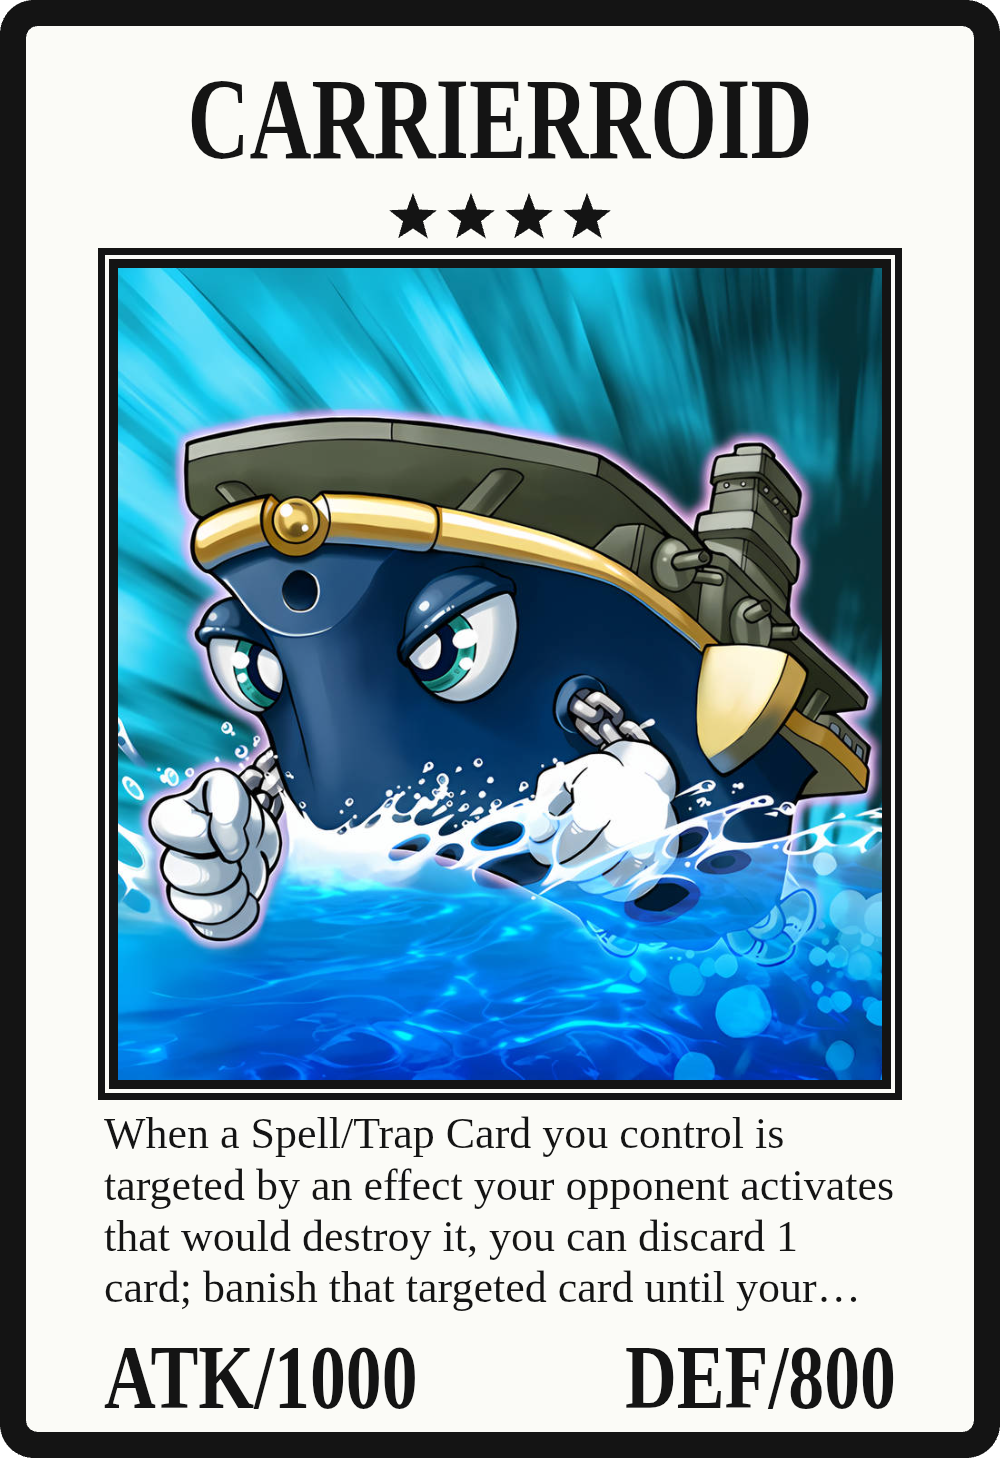 CARRIERROID
When a Spell/Trap Card you control is
targeted by an effect your opponent activates
that would destroy it, you can discard 1
card; banish that targeted card until your…
ATK/1000 DEF/800